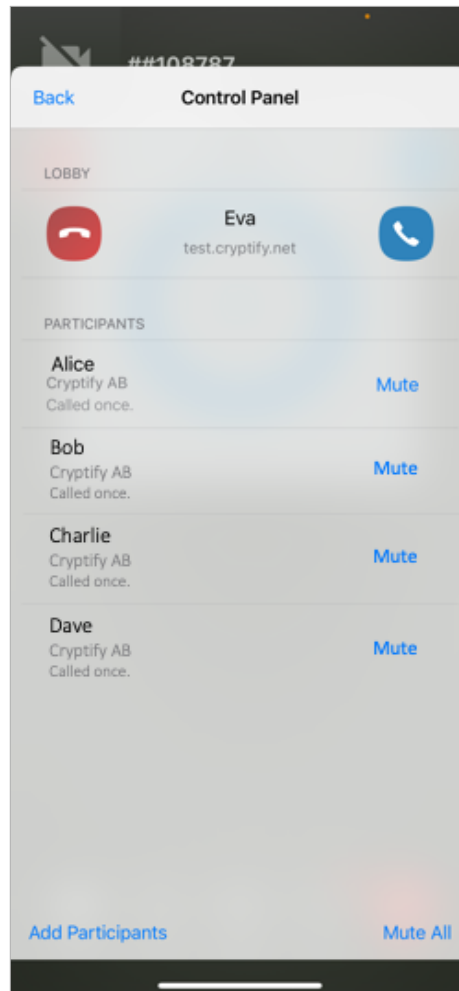 ##108787
Back
Control Panel
LOBBY
Eva
test.cryptify.net
PARTICIPANTS
Alice
Cryptify AB
Called once.
Mute
Bob
Cryptify AB
Called once.
Mute
Charlie
Cryptify AB
Called once.
Mute
Dave
Cryptify AB
Called once.
Mute
Add Participants
Mute All